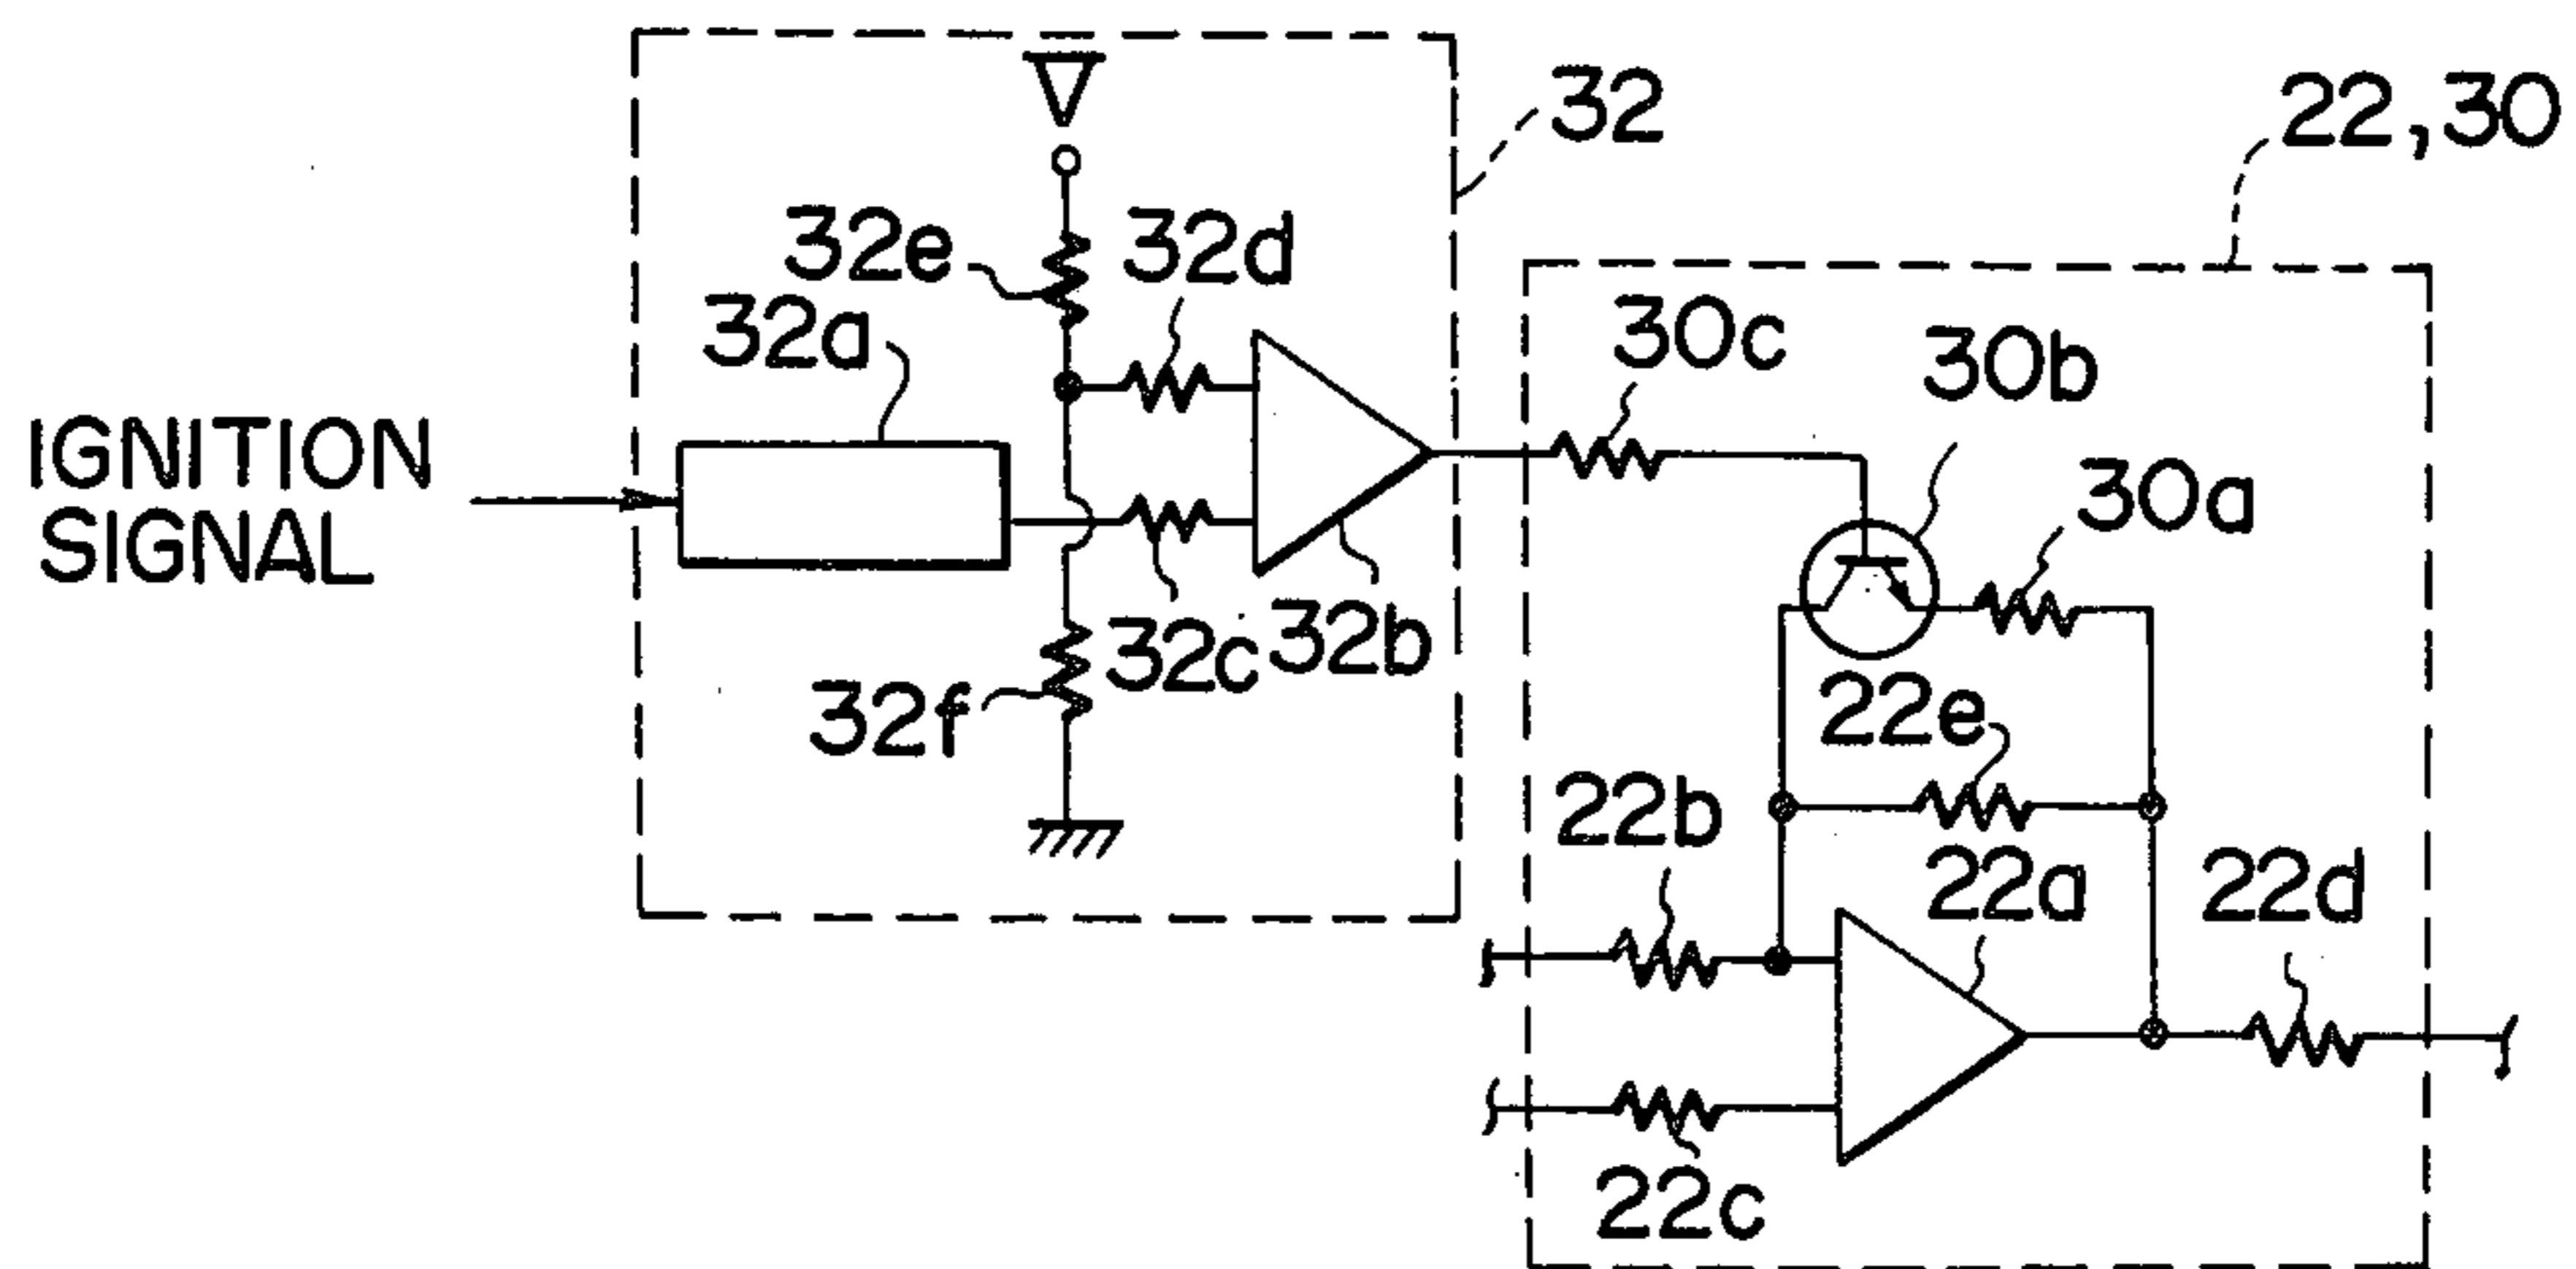 32
22,30
32e
32d
32a
30c
30b
IGNITION
SIGNAL
30a
32c
32b
32f
22e
22b
22a
22d
22c